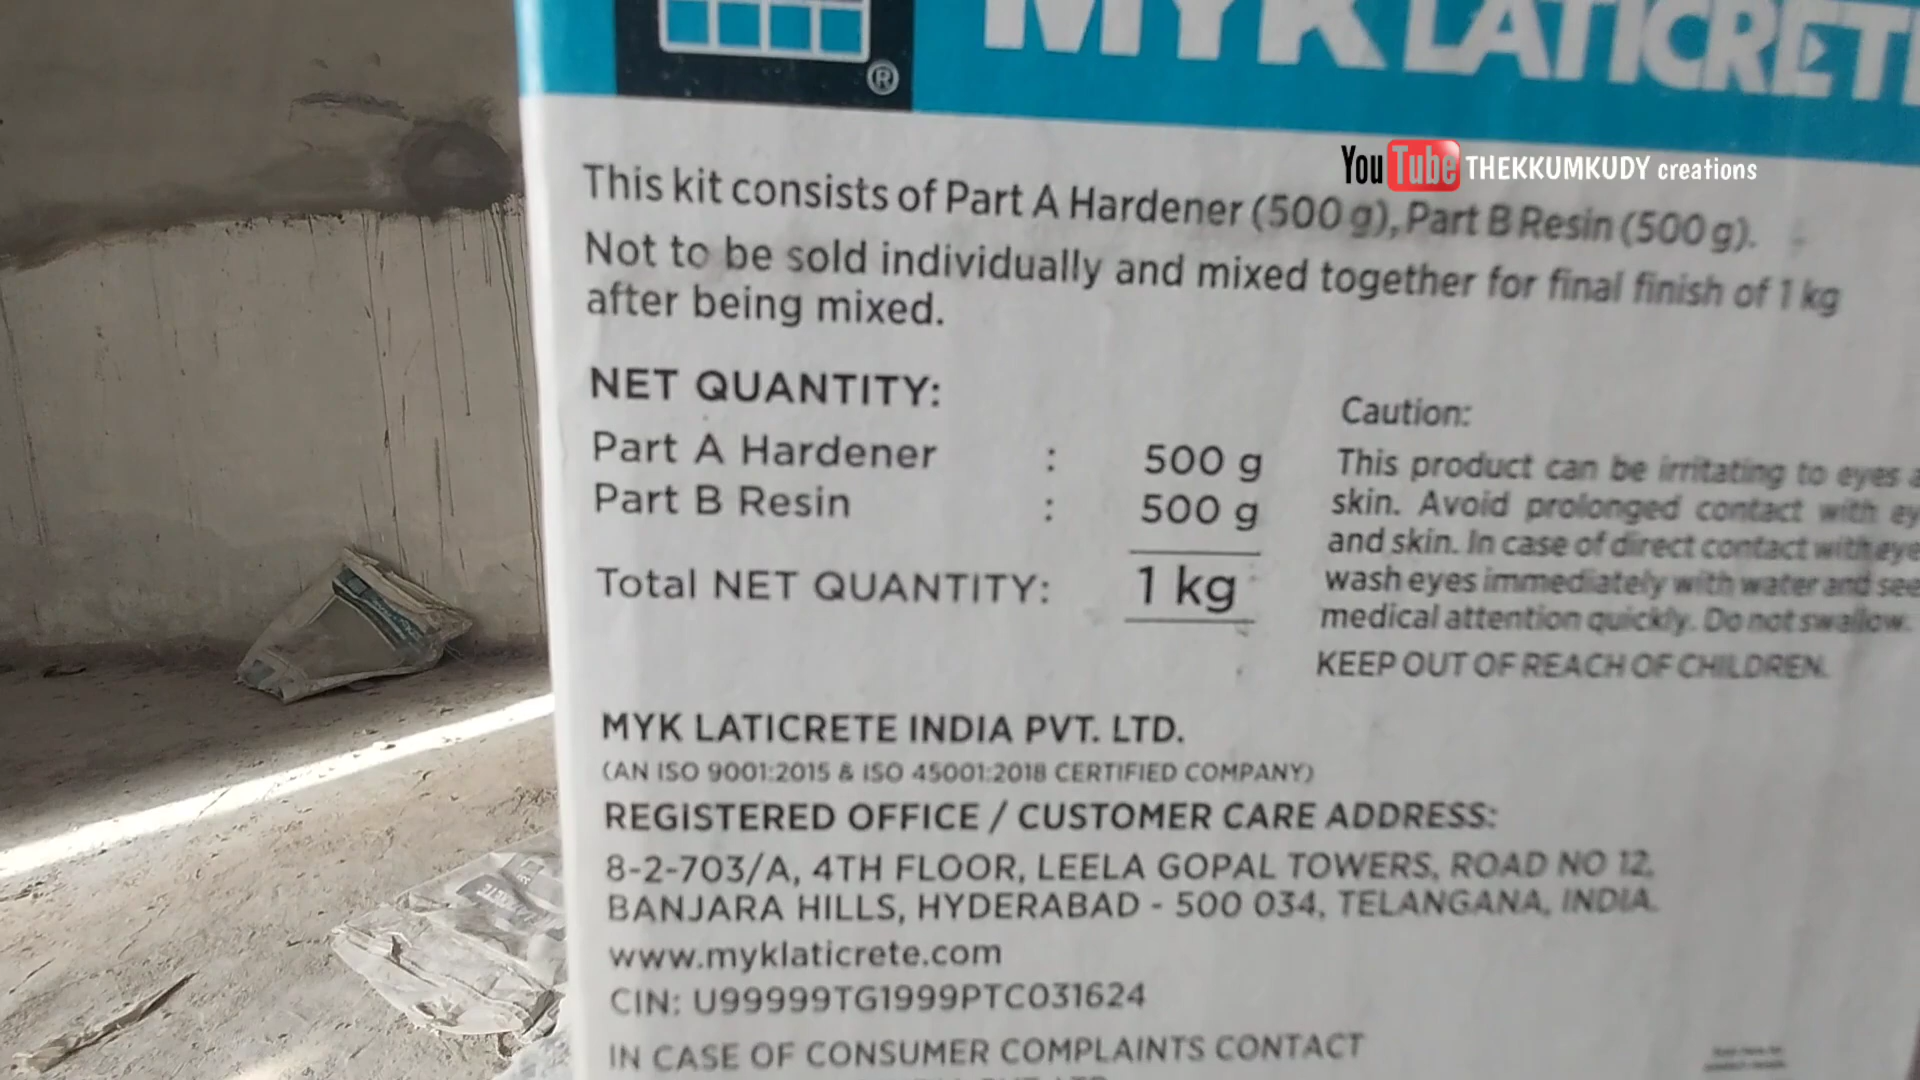 ®
MYK LATICRETE
YouTube THEKKUMKUDY creations
This kit consists of Part A Hardener (500 g), Part B Resin (500 g).
Not to be sold individually and mixed together for final finish of 1 kg
after being mixed.
NET QUANTITY:
Part A Hardener : 500 g
Part B Resin : 500 g
Total NET QUANTITY: 1 kg
Caution:
This product can be irritating to eyes
skin. Avoid prolonged contact with
and skin. In case of direct contact with
wash eyes immediately with water and
medical attention quickly. Do not swallow.
KEEP OUT OF REACH OF CHILDREN.
MYK LATICRETE INDIA PVT. LTD.
(AN ISO 9001:2015 & ISO 45001:2018 CERTIFIED COMPANY)
REGISTERED OFFICE / CUSTOMER CARE ADDRESS:
8-2-703/A, 4TH FLOOR, LEELA GOPAL TOWERS, ROAD NO 12,
BANJARA HILLS, HYDERABAD - 500 034, TELANGANA, INDIA.
www.myklaticrete.com
CIN: U99999TG1999PTC031624
IN CASE OF CONSUMER COMPLAINTS CONTACT